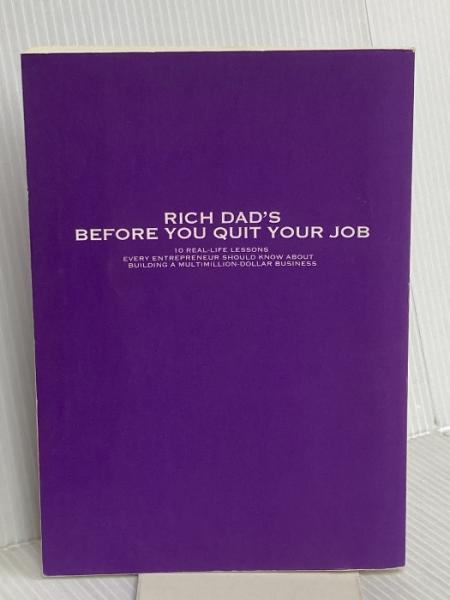 RICH DAD'S
BEFORE YOU QUIT YOUR JOB
10 REAL-LIFE LESSONS
EVERY ENTREPRENEUR SHOULD KNOW ABOUT
BUILDING A MULTIMILLION-DOLLAR BUSINESS